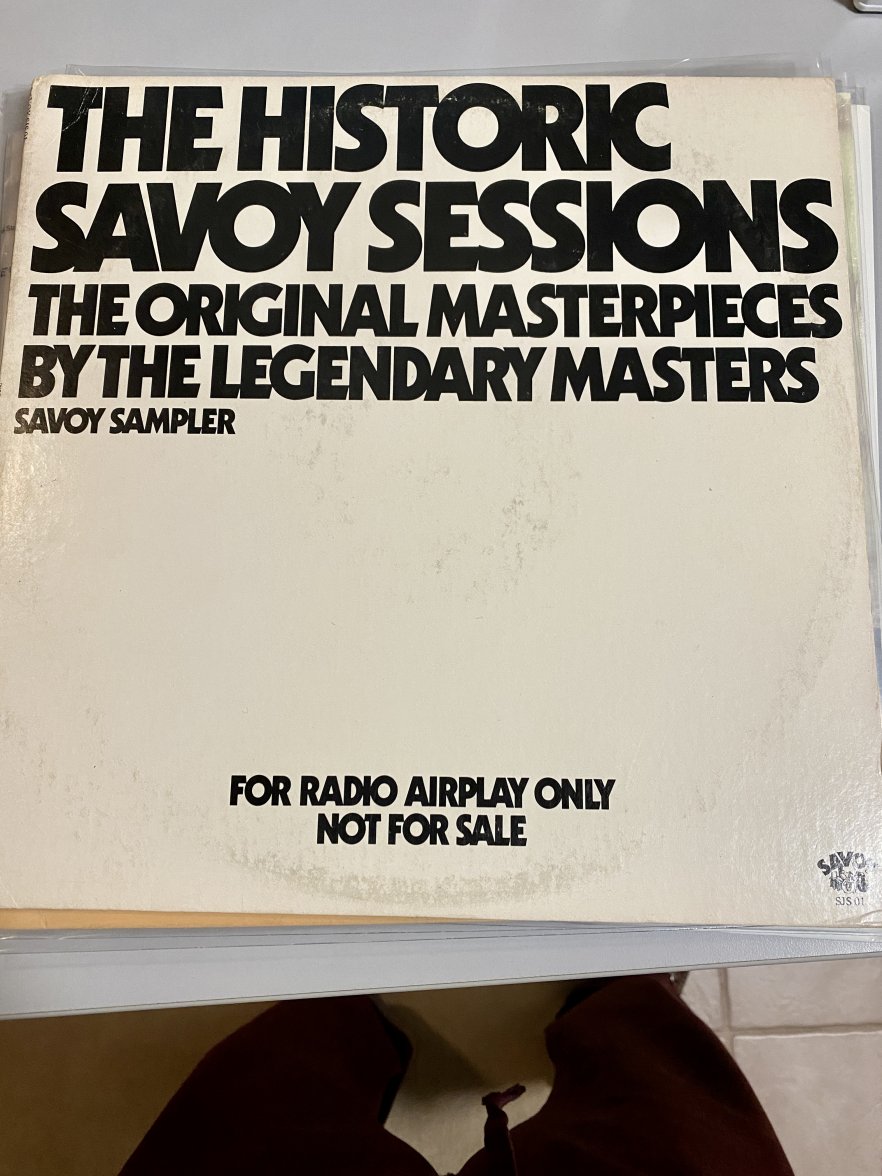 THE HISTORIC
SAVOY SESSIONS
THE ORIGINAL MASTERPIECES
BY THE LEGENDARY MASTERS
SAVOY SAMPLER
FOR RADIO AIRPLAY ONLY
NOT FOR SALE
SAVOY
SJS 01